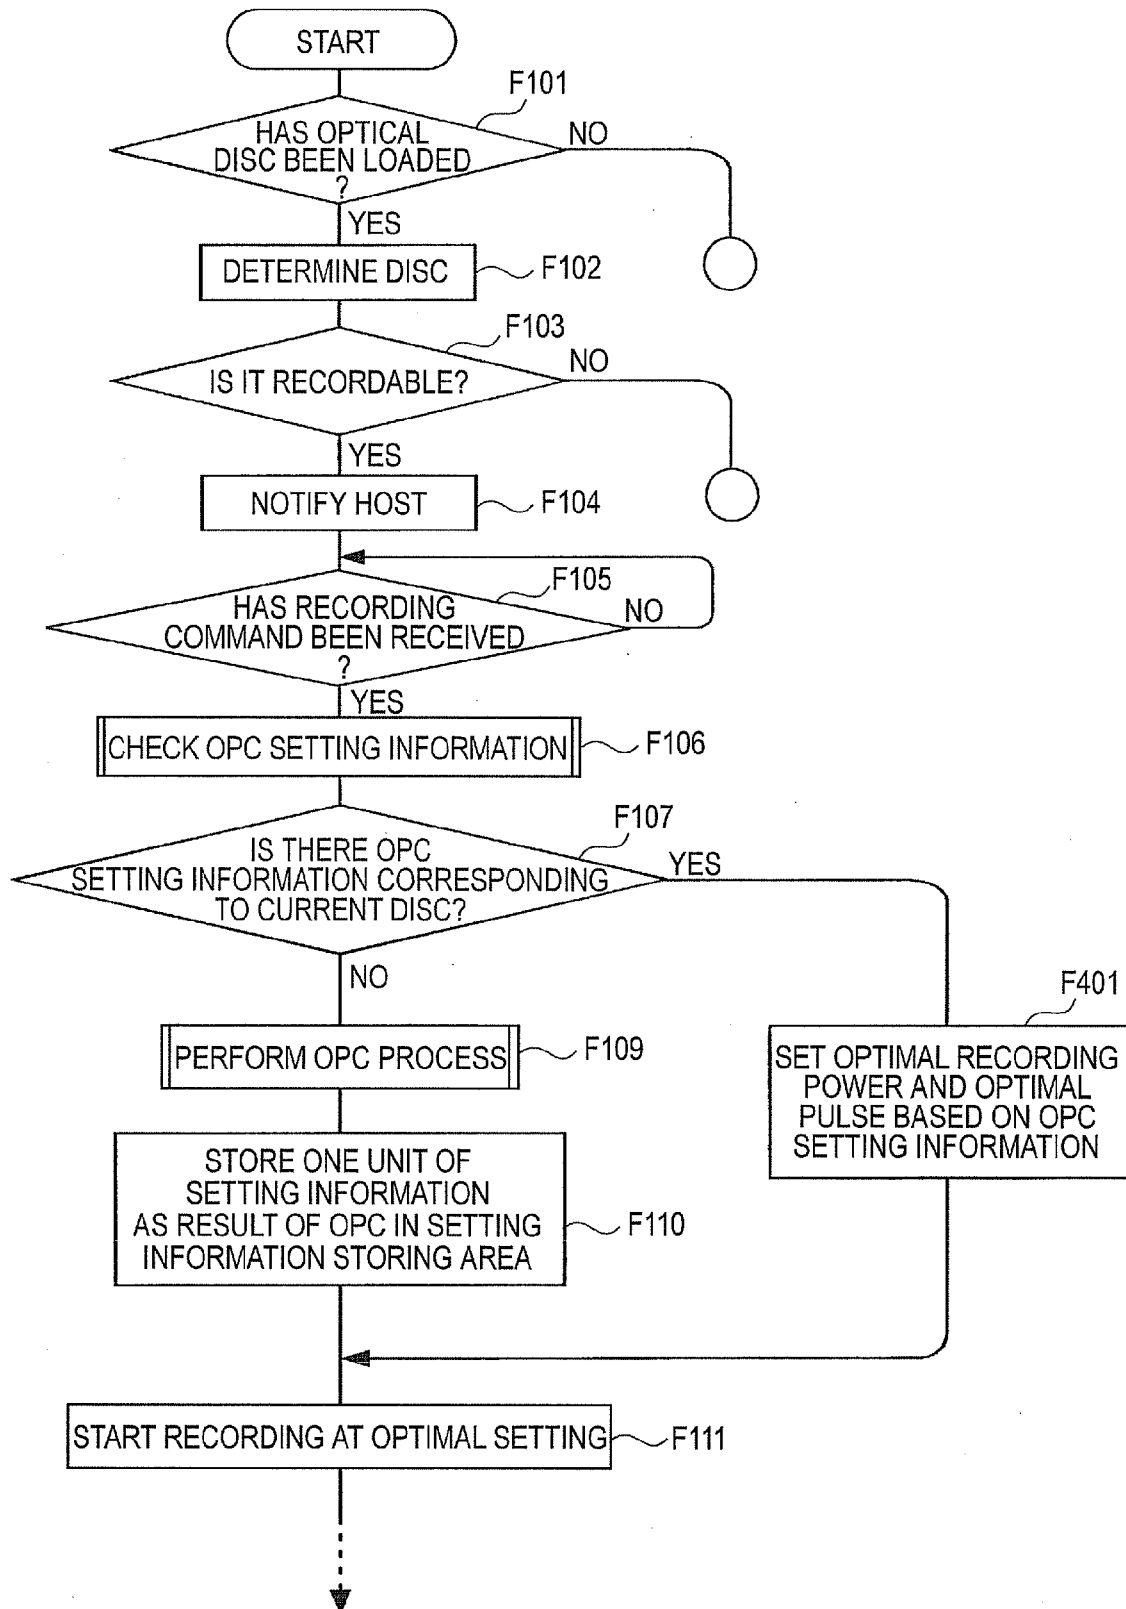 START
F101
HAS OPTICAL
DISC BEEN LOADED
?
NO
YES
DETERMINE DISC
F102
F103
IS IT RECORDABLE?
NO
YES
NOTIFY HOST
F104
F105
HAS RECORDING
COMMAND BEEN RECEIVED
?
NO
YES
CHECK OPC SETTING INFORMATION
F106
F107
IS THERE OPC
SETTING INFORMATION CORRESPONDING
TO CURRENT DISC?
YES
NO
F401
SET OPTIMAL RECORDING
POWER AND OPTIMAL
PULSE BASED ON OPC
SETTING INFORMATION
PERFORM OPC PROCESS
F109
STORE ONE UNIT OF
SETTING INFORMATION
AS RESULT OF OPC IN SETTING
INFORMATION STORING AREA
F110
START RECORDING AT OPTIMAL SETTING
F111